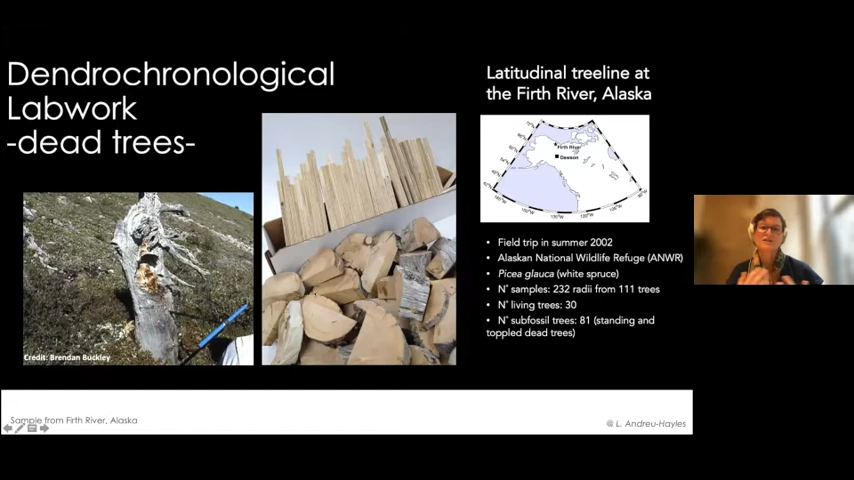 Dendrochronological
Labwork
-dead trees-
Latitudinal treeline at
the Firth River, Alaska
Firth River
Dawson
• Field trip in summer 2002
• Alaskan National Wildlife Refuge (ANWR)
• Picea glauca (white spruce)
• N° samples: 232 radii from 111 trees
• N° living trees: 30
• N° subfossil trees: 81 (standing and
toppled dead trees)
Credit: Brendan Buckley
Sample from Firth River, Alaska
@ L. Andreu-Hayles